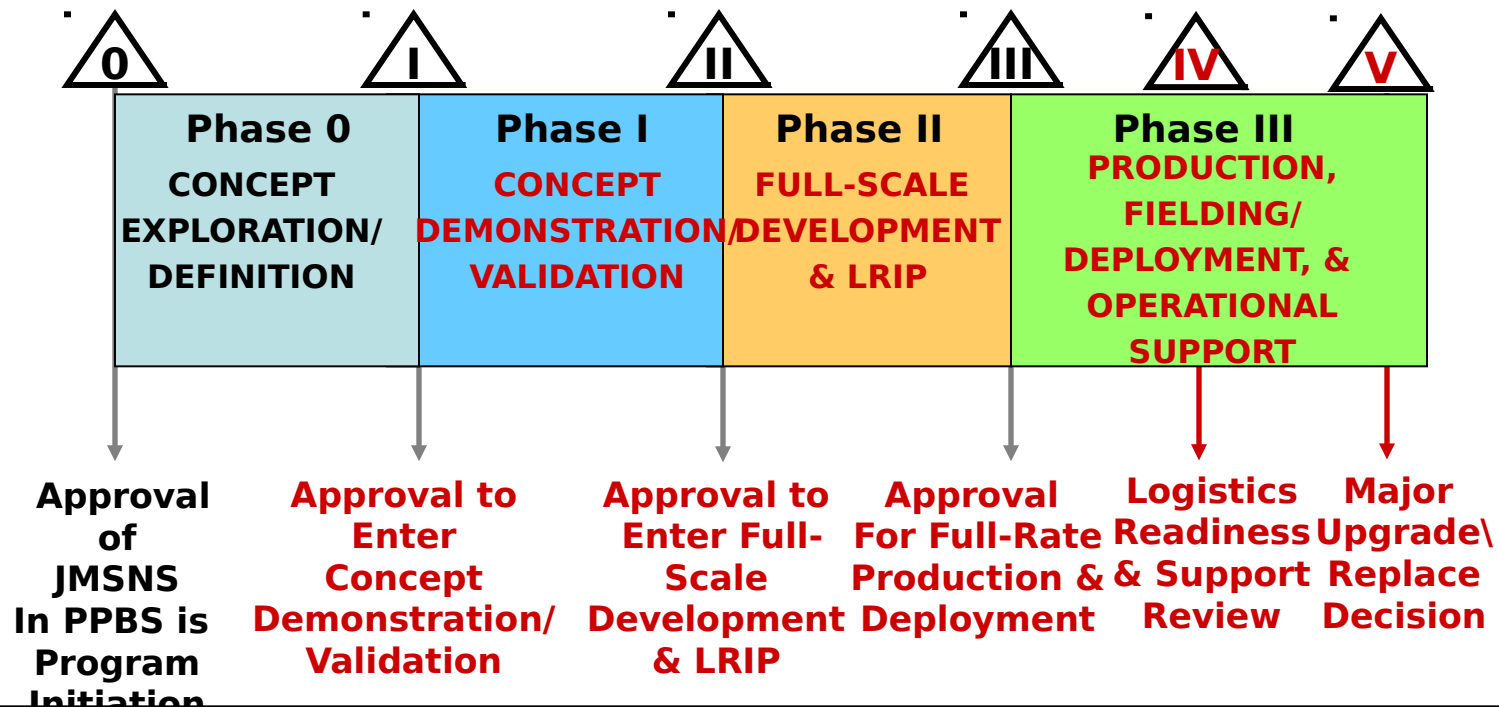 0
I
II
III
IV
V
Phase 0
CONCEPT
EXPLORATION/
DEFINITION
Phase I
CONCEPT
DEMONSTRATION/
VALIDATION
Phase II
FULL-SCALE
DEVELOPMENT
& LRIP
Phase III
PRODUCTION,
FIELDING/
DEPLOYMENT, &
OPERATIONAL
SUPPORT
Approval
of
JMSNS
In PPBS is
Program
Initiation
Approval to
Enter
Concept
Demonstration/
Validation
Approval to
Enter Full-
Scale
Development
& LRIP
Approval
For Full-Rate
Production &
Deployment
Logistics
Readiness
& Support
Review
Major
Upgrade\
Replace
Decision